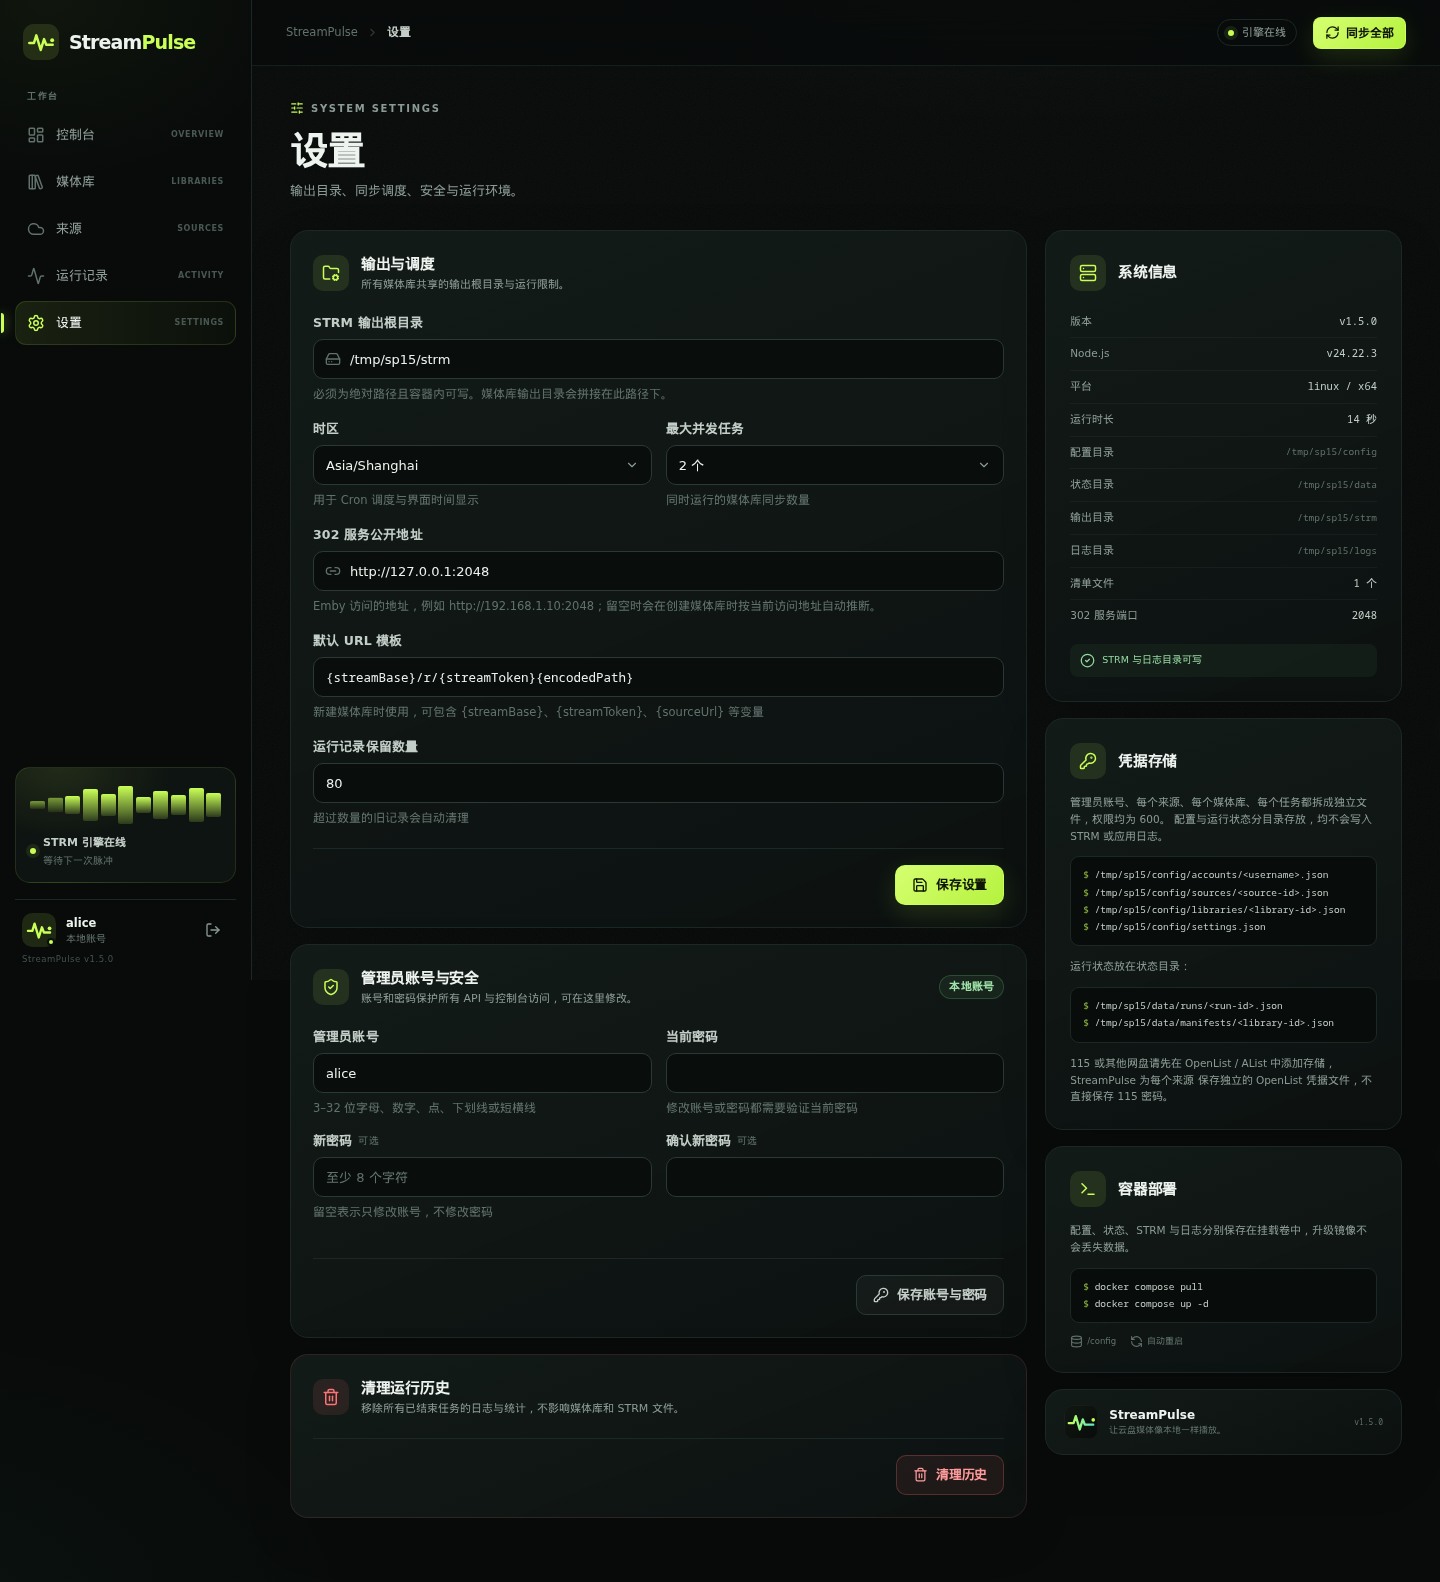 StreamPulse
工作台
控制台 OVERVIEW
媒体库 LIBRARIES
来源 SOURCES
运行记录 ACTIVITY
设置 SETTINGS
STRM 引擎在线
等待下一次脉冲
alice
本地账号
StreamPulse v1.5.0
StreamPulse > 设置
引擎在线
同步全部
SYSTEM SETTINGS
设置
输出目录、同步调度、安全与运行环境。
输出与调度
所有媒体库共享的输出根目录与运行限制。
STRM 输出根目录
/tmp/sp15/strm
必须为绝对路径且容器内可写。媒体库输出目录会拼接在此路径下。
时区 最大并发任务
Asia/Shanghai 2 个
用于 Cron 调度与界面时间显示 同时运行的媒体库同步数量
302 服务公开地址
http://127.0.0.1:2048
Emby 访问的地址，例如 http://192.168.1.10:2048；留空时会在创建媒体库时按当前访问地址自动推断。
默认 URL 模板
{streamBase}/r/{streamToken}{encodedPath}
新建媒体库时使用，可包含 {streamBase}、{streamToken}、{sourceUrl} 等变量
运行记录保留数量
80
超过数量的旧记录会自动清理
保存设置
管理员账号与安全
账号和密码保护所有 API 与控制台访问，可在这里修改。
本地账号
管理员账号 当前密码
alice
3–32 位字母、数字、点、下划线或短横线 修改账号或密码都需要验证当前密码
新密码 可选 确认新密码 可选
至少 8 个字符
留空表示只修改账号，不修改密码
保存账号与密码
清理运行历史
移除所有已结束任务的日志与统计，不影响媒体库和 STRM 文件。
清理历史
系统信息
版本 v1.5.0
Node.js v24.22.3
平台 linux / x64
运行时长 14 秒
配置目录 /tmp/sp15/config
状态目录 /tmp/sp15/data
输出目录 /tmp/sp15/strm
日志目录 /tmp/sp15/logs
清单文件 1 个
302 服务端口 2048
STRM 与日志目录可写
凭据存储
管理员账号、每个来源、每个媒体库、每个任务都拆成独立文
件，权限均为 600。 配置与运行状态分目录存放，均不会写入
STRM 或应用日志。
$ /tmp/sp15/config/accounts/<username>.json
$ /tmp/sp15/config/sources/<source-id>.json
$ /tmp/sp15/config/libraries/<library-id>.json
$ /tmp/sp15/config/settings.json
运行状态放在状态目录：
$ /tmp/sp15/data/runs/<run-id>.json
$ /tmp/sp15/data/manifests/<library-id>.json
115 或其他网盘请先在 OpenList / AList 中添加存储，
StreamPulse 为每个来源 保存独立的 OpenList 凭据文件，不
直接保存 115 密码。
容器部署
配置、状态、STRM 与日志分别保存在挂载卷中，升级镜像不
会丢失数据。
$ docker compose pull
$ docker compose up -d
/config 自动重启
StreamPulse
让云盘媒体像本地一样播放。
v1.5.0